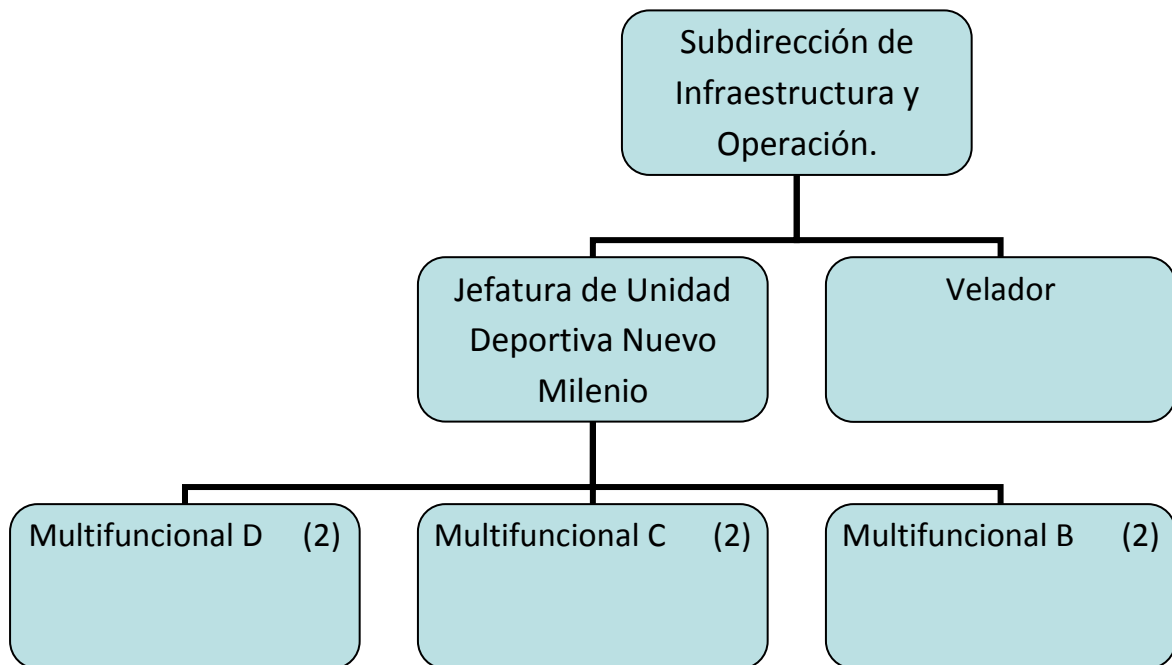 Subdirección de
Infraestructura y
Operación.
Jefatura de Unidad
Deportiva Nuevo
Milenio
Velador
Multifuncional D (2)
Multifuncional C (2)
Multifuncional B (2)